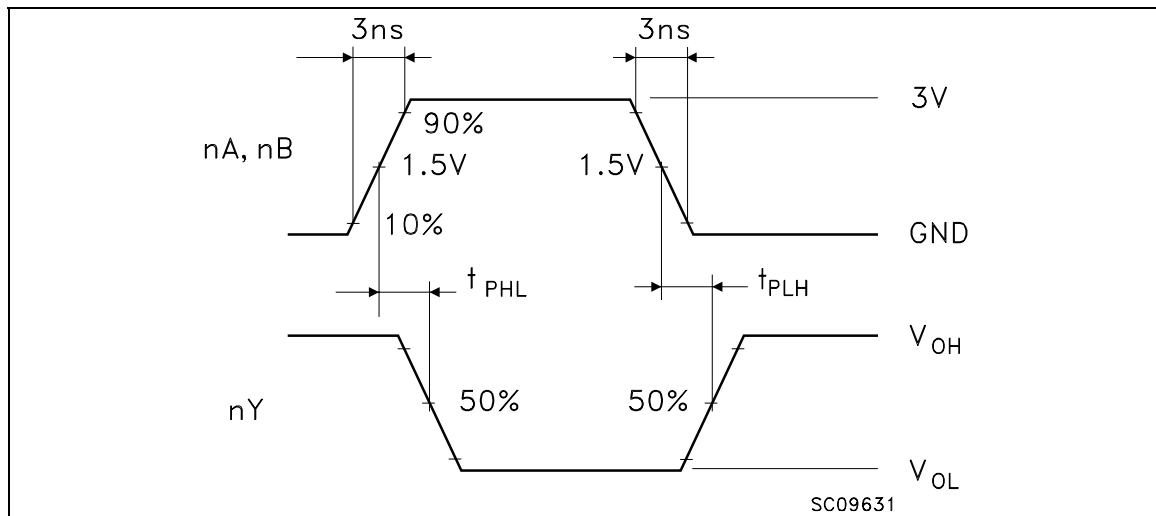 3ns 3ns
3V
90%
nA, nB
1.5V 1.5V
10%
GND
t PHL tPLH
VOH
50% 50%
nY
VOL
SC09631